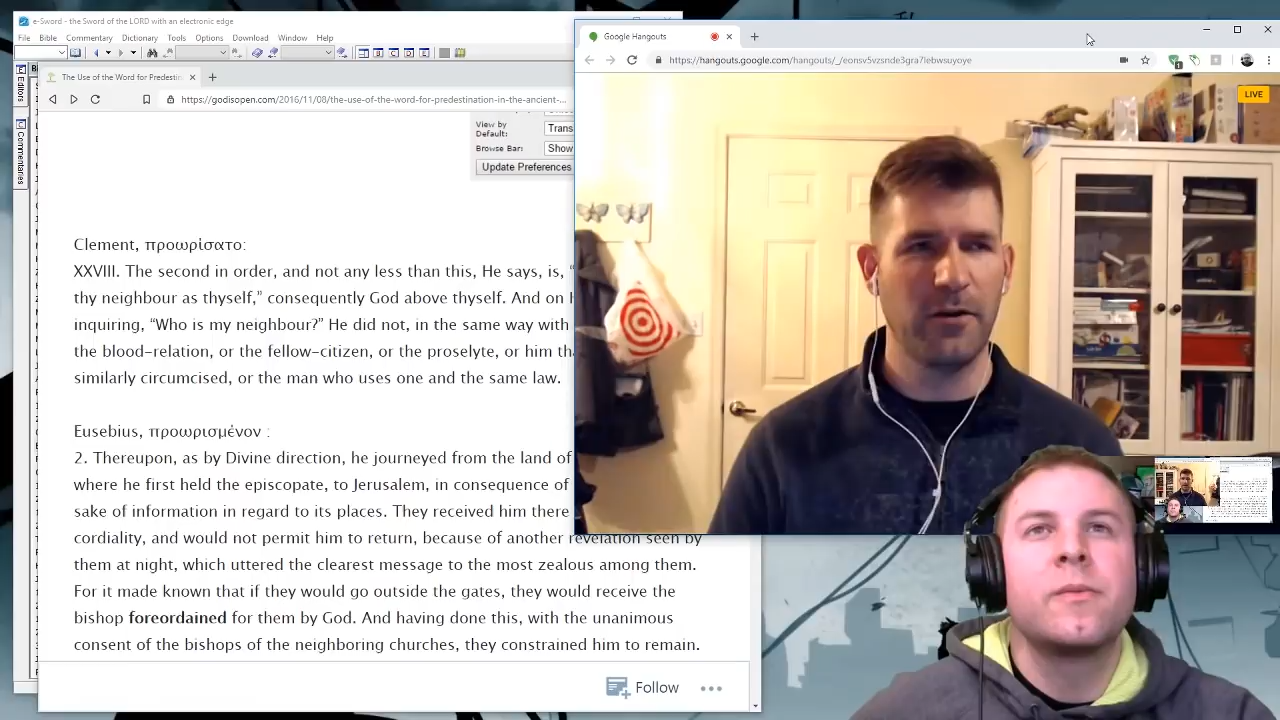 e-Sword - the Sword of the LORD with an electronic edge
File Bible Commentary Dictionary Tools Options Download Window Help
Editors
Commentaries
The Use of the Word for Predestin
https://godisopen.com/2016/11/08/the-use-of-the-word-for-predestination-in-the-ancient-...
View by
Default:
Trans
Browse Bar:
Show
Update Preferences
Clement, προωρίσατο:
XXVIII. The second in order, and not any less than this, He says, is, “
thy neighbour as thyself,” consequently God above thyself. And on H
inquiring, “Who is my neighbour?” He did not, in the same way with
the blood-relation, or the fellow-citizen, or the proselyte, or him tha
similarly circumcised, or the man who uses one and the same law.
Eusebius, προωρισμένον :
2. Thereupon, as by Divine direction, he journeyed from the land of
where he first held the episcopate, to Jerusalem, in consequence of
sake of information in regard to its places. They received him there
cordiality, and would not permit him to return, because of another revelation seen by
them at night, which uttered the clearest message to the most zealous among them.
For it made known that if they would go outside the gates, they would receive the
bishop foreordained for them by God. And having done this, with the unanimous
consent of the bishops of the neighboring churches, they constrained him to remain.
Follow
Google Hangouts
https://hangouts.google.com/hangouts/_/eonsv5vzsnde3gra7lebwsuyoye
1
LIVE